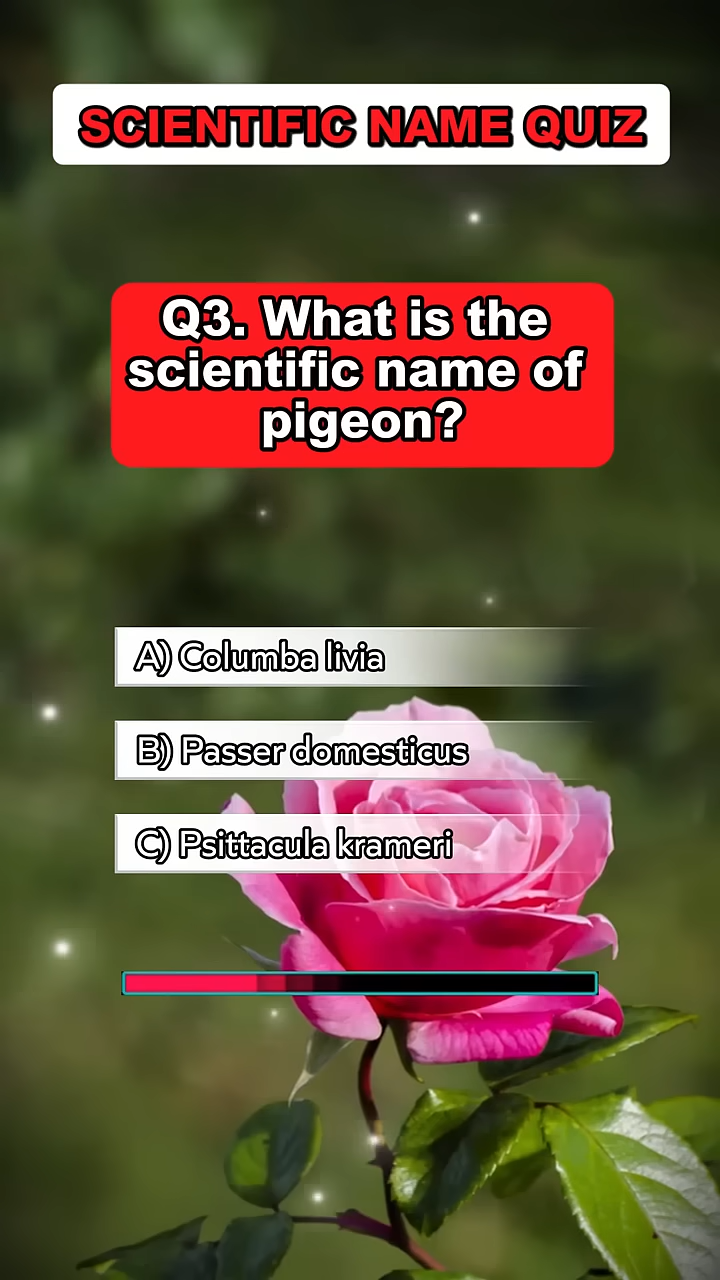 SCIENTIFIC NAME QUIZ
Q3. What is the
scientific name of
pigeon?
A) Columba livia
B) Passer domesticus
C) Psittacula krameri